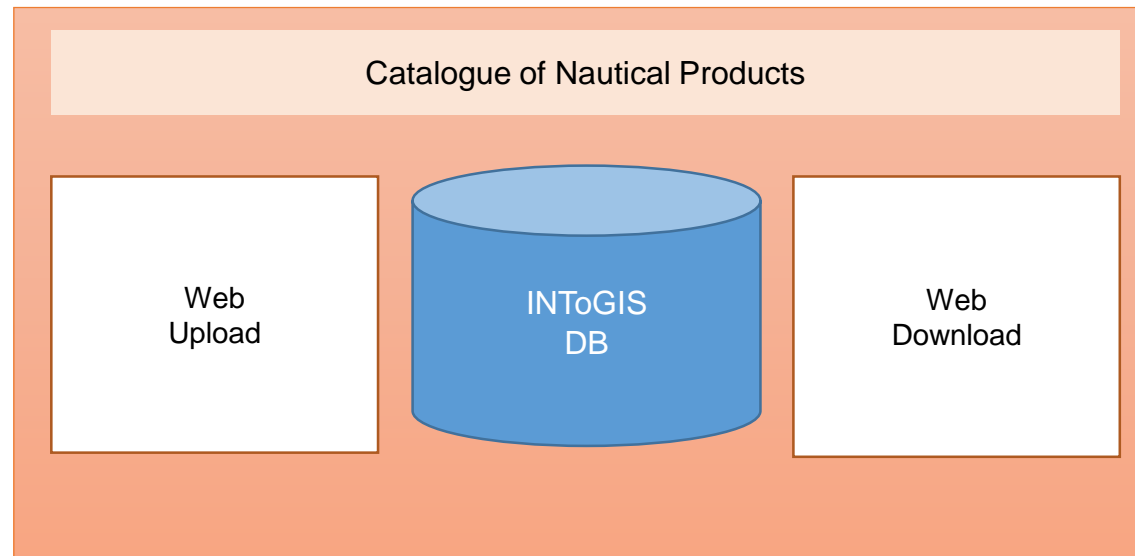 Catalogue of Nautical Products
Web
Upload
INToGIS
DB
Web
Download